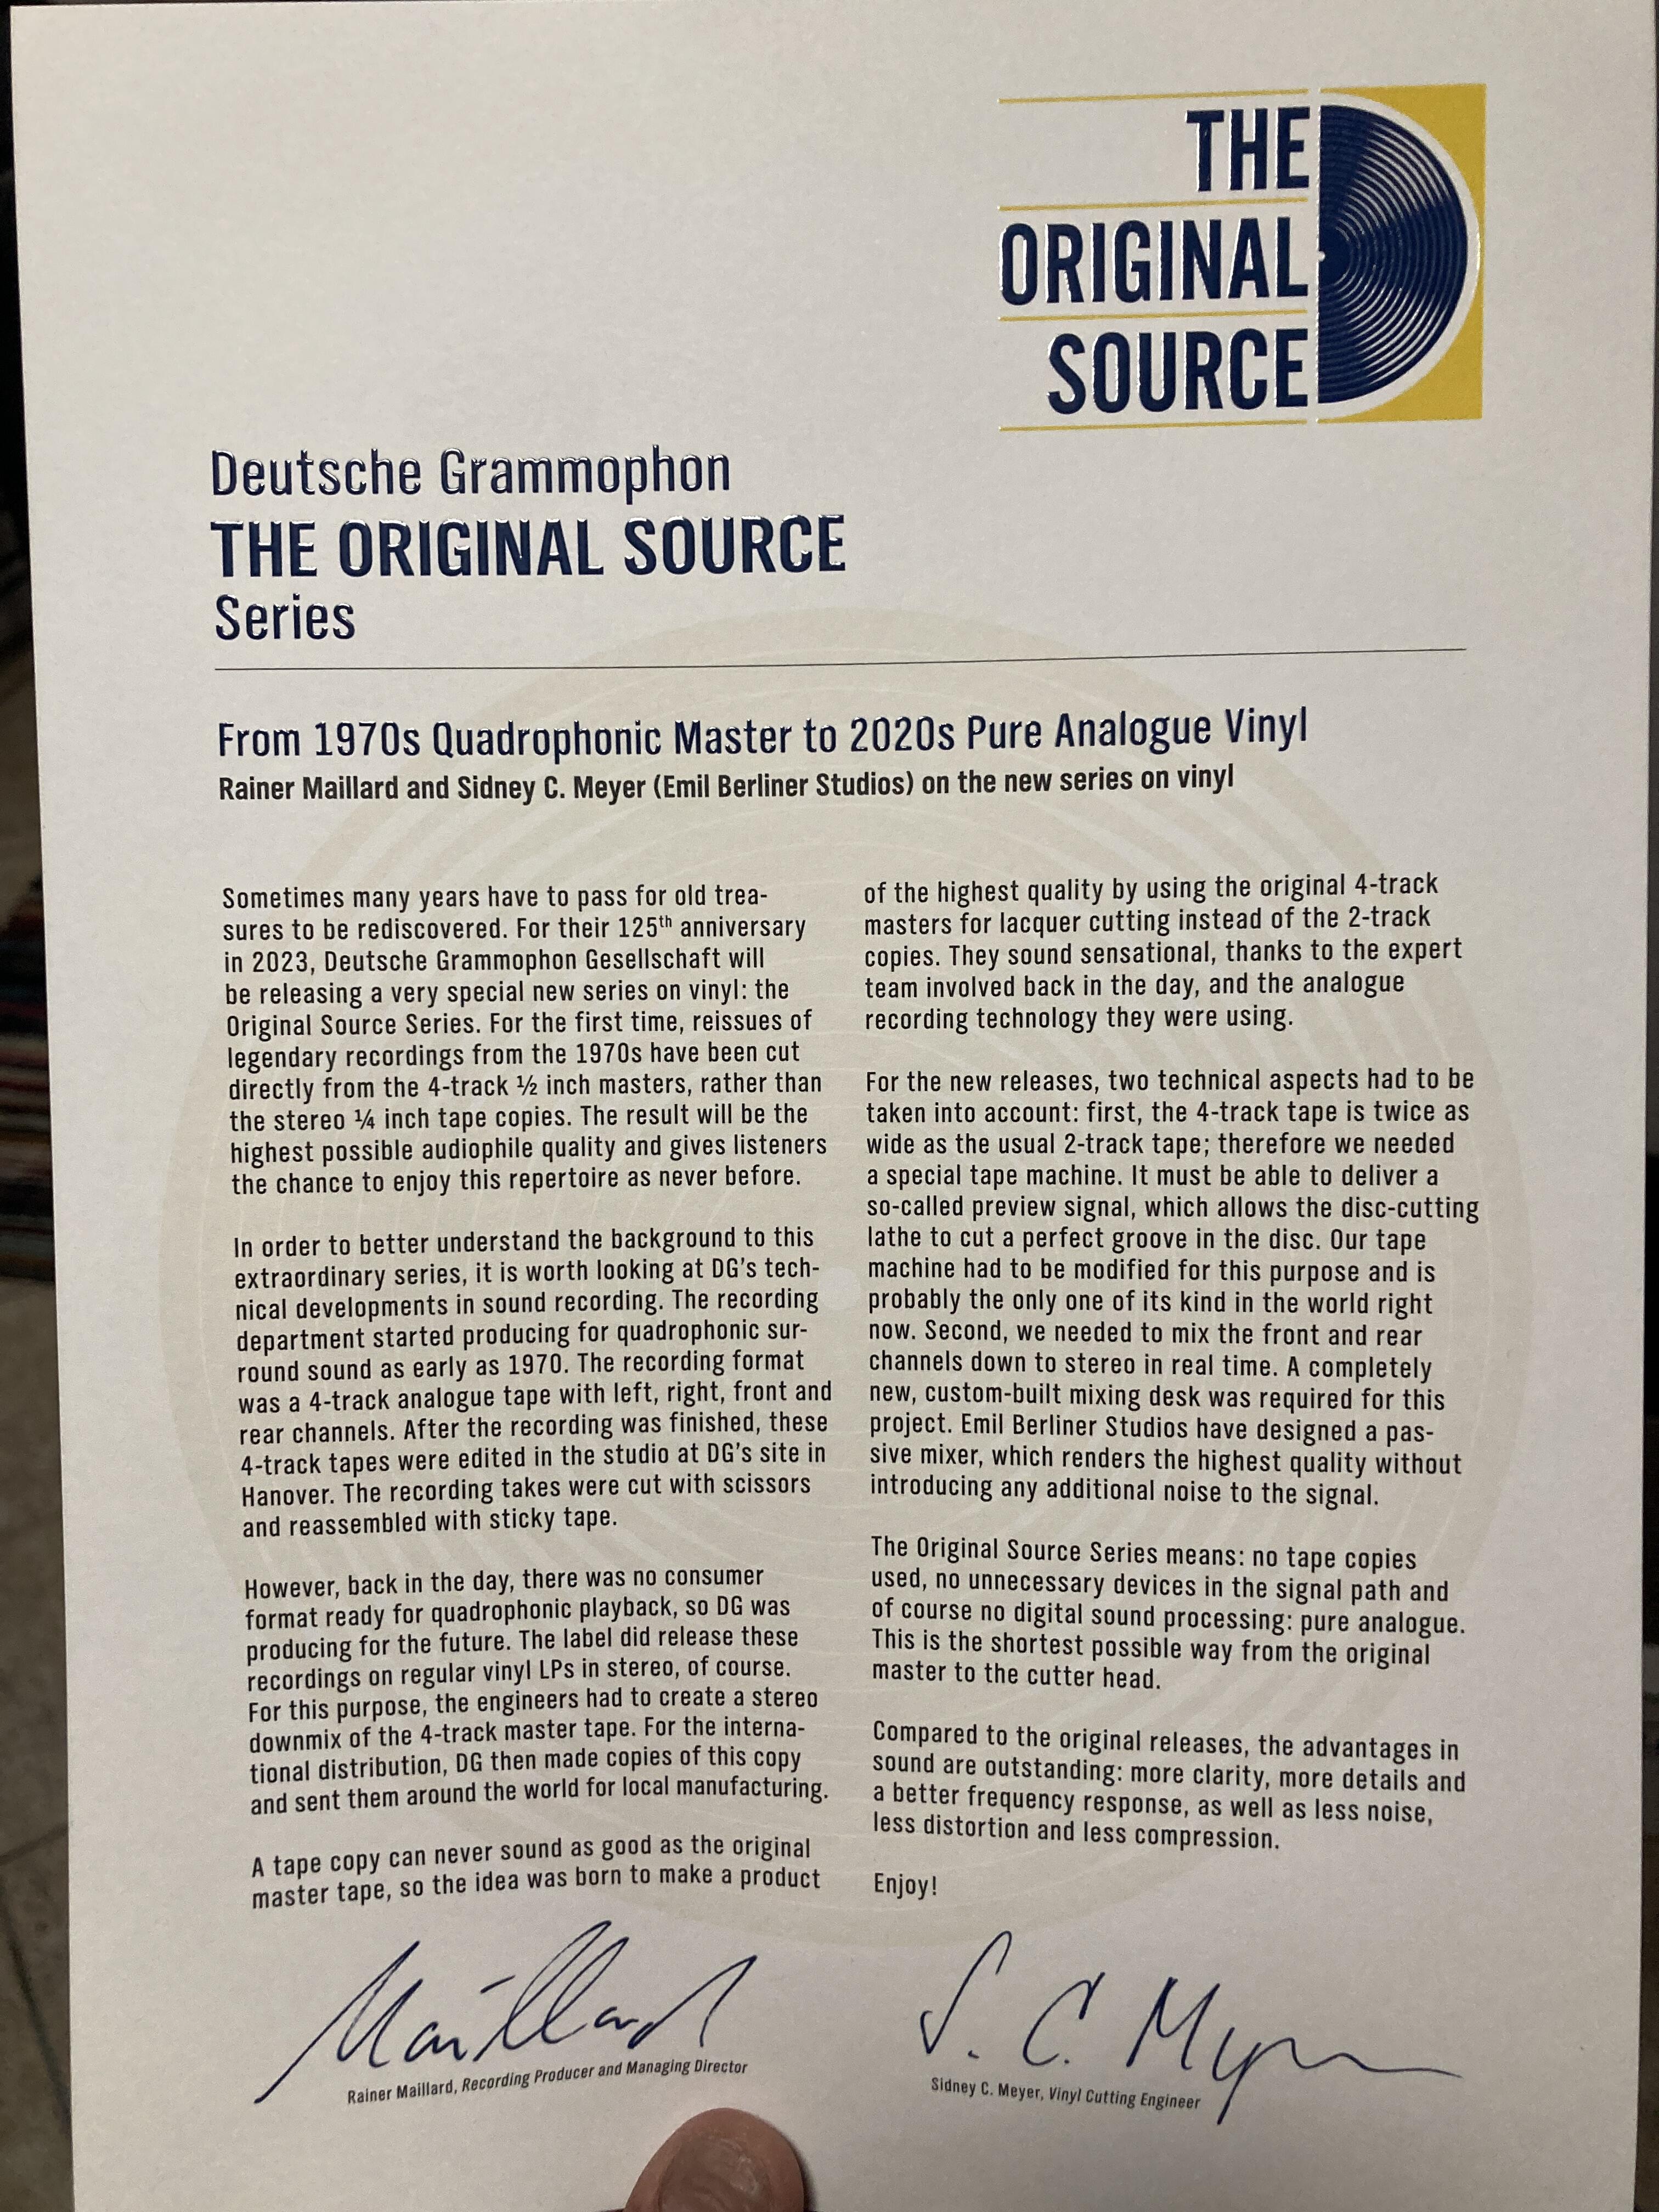 THE
ORIGINAL
SOURCE
Deutsche Grammophon
THE ORIGINAL SOURCE
Series
From 1970s Quadrophonic Master to 2020s Pure Analogue Vinyl
Rainer Maillard and Sidney C. Meyer (Emil Berliner Studios) on the new series on vinyl
Sometimes many years have to pass for old trea-
sures to be rediscovered. For their 125th anniversary
in 2023, Deutsche Grammophon Gesellschaft will
be releasing a very special new series on vinyl: the
Original Source Series. For the first time, reissues of
legendary recordings from the 1970s have been cut
directly from the 4-track ½ inch masters, rather than
the stereo ¼ inch tape copies. The result will be the
highest possible audiophile quality and gives listeners
the chance to enjoy this repertoire as never before.
In order to better understand the background to this
extraordinary series, it is worth looking at DG's tech-
nical developments in sound recording. The recording
department started producing for quadrophonic sur-
round sound as early as 1970. The recording format
was a 4-track analogue tape with left, right, front and
rear channels. After the recording was finished, these
4-track tapes were edited in the studio at DG's site in
Hanover. The recording takes were cut with scissors
and reassembled with sticky tape.
However, back in the day, there was no consumer
format ready for quadrophonic playback, so DG was
producing for the future. The label did release these
recordings on regular vinyl LPs in stereo, of course.
For this purpose, the engineers had to create a stereo
downmix of the 4-track master tape. For the interna-
tional distribution, DG then made copies of this copy
and sent them around the world for local manufacturing.
A tape copy can never sound as good as the original
master tape, so the idea was born to make a product
of the highest quality by using the original 4-track
masters for lacquer cutting instead of the 2-track
copies. They sound sensational, thanks to the expert
team involved back in the day, and the analogue
recording technology they were using.
For the new releases, two technical aspects had to be
taken into account: first, the 4-track tape is twice as
wide as the usual 2-track tape; therefore we needed
a special tape machine. It must be able to deliver a
so-called preview signal, which allows the disc-cutting
lathe to cut a perfect groove in the disc. Our tape
machine had to be modified for this purpose and is
probably the only one of its kind in the world right
now. Second, we needed to mix the front and rear
channels down to stereo in real time. A completely
new, custom-built mixing desk was required for this
project. Emil Berliner Studios have designed a pas-
sive mixer, which renders the highest quality without
introducing any additional noise to the signal.
The Original Source Series means: no tape copies
used, no unnecessary devices in the signal path and
of course no digital sound processing: pure analogue.
This is the shortest possible way from the original
master to the cutter head.
Compared to the original releases, the advantages in
sound are outstanding: more clarity, more details and
a better frequency response, as well as less noise,
less distortion and less compression.
Enjoy!
Maillard
S. C. Meyer
Rainer Maillard, Recording Producer and Managing Director
Sidney C. Meyer, Vinyl Cutting Engineer